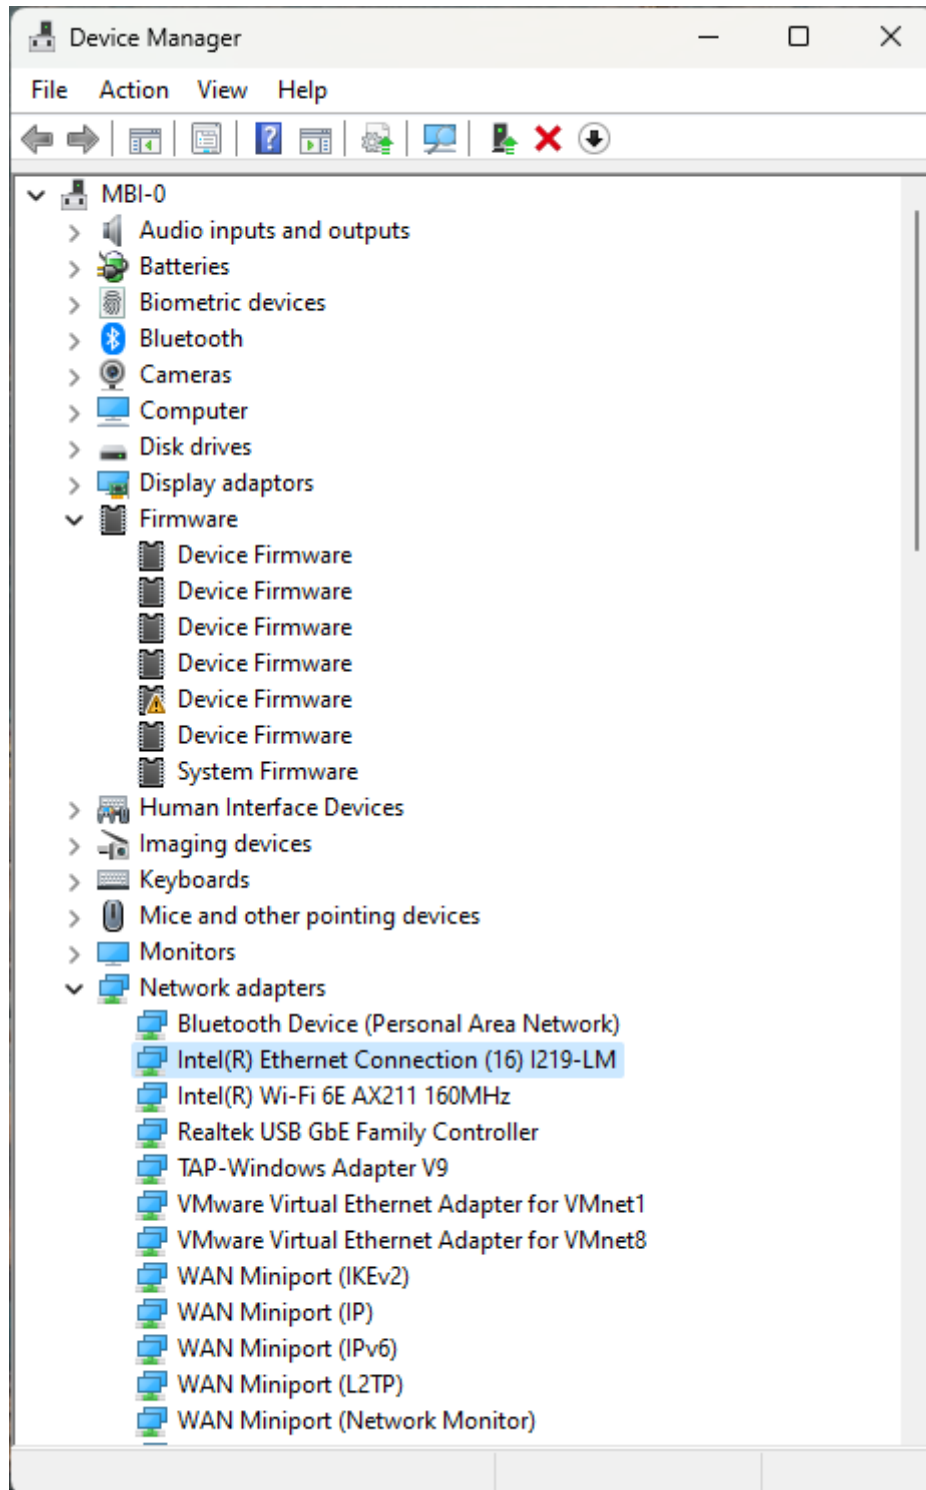 Device Manager
File Action View Help
MBI-0
Audio inputs and outputs
Batteries
Biometric devices
Bluetooth
Cameras
Computer
Disk drives
Display adaptors
Firmware
Device Firmware
Device Firmware
Device Firmware
Device Firmware
Device Firmware
Device Firmware
System Firmware
Human Interface Devices
Imaging devices
Keyboards
Mice and other pointing devices
Monitors
Network adapters
Bluetooth Device (Personal Area Network)
Intel(R) Ethernet Connection (16) I219-LM
Intel(R) Wi-Fi 6E AX211 160MHz
Realtek USB GbE Family Controller
TAP-Windows Adapter V9
VMware Virtual Ethernet Adapter for VMnet1
VMware Virtual Ethernet Adapter for VMnet8
WAN Miniport (IKEv2)
WAN Miniport (IP)
WAN Miniport (IPv6)
WAN Miniport (L2TP)
WAN Miniport (Network Monitor)